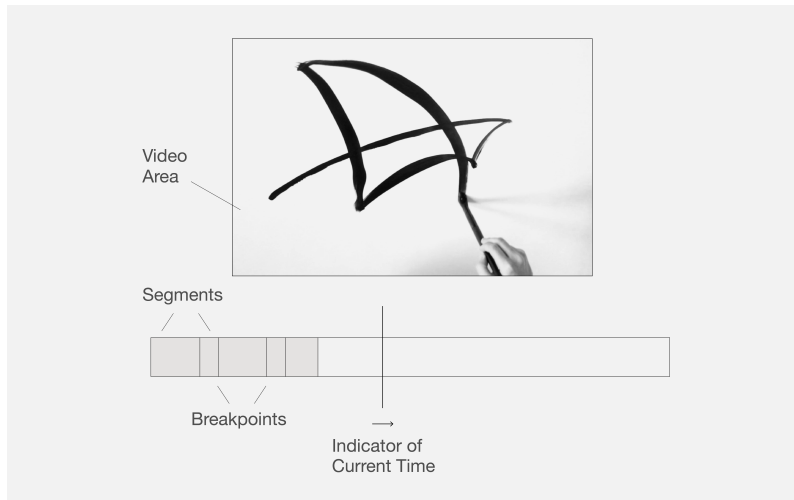 Video
Area
Segments
Breakpoints
Indicator of
Current Time